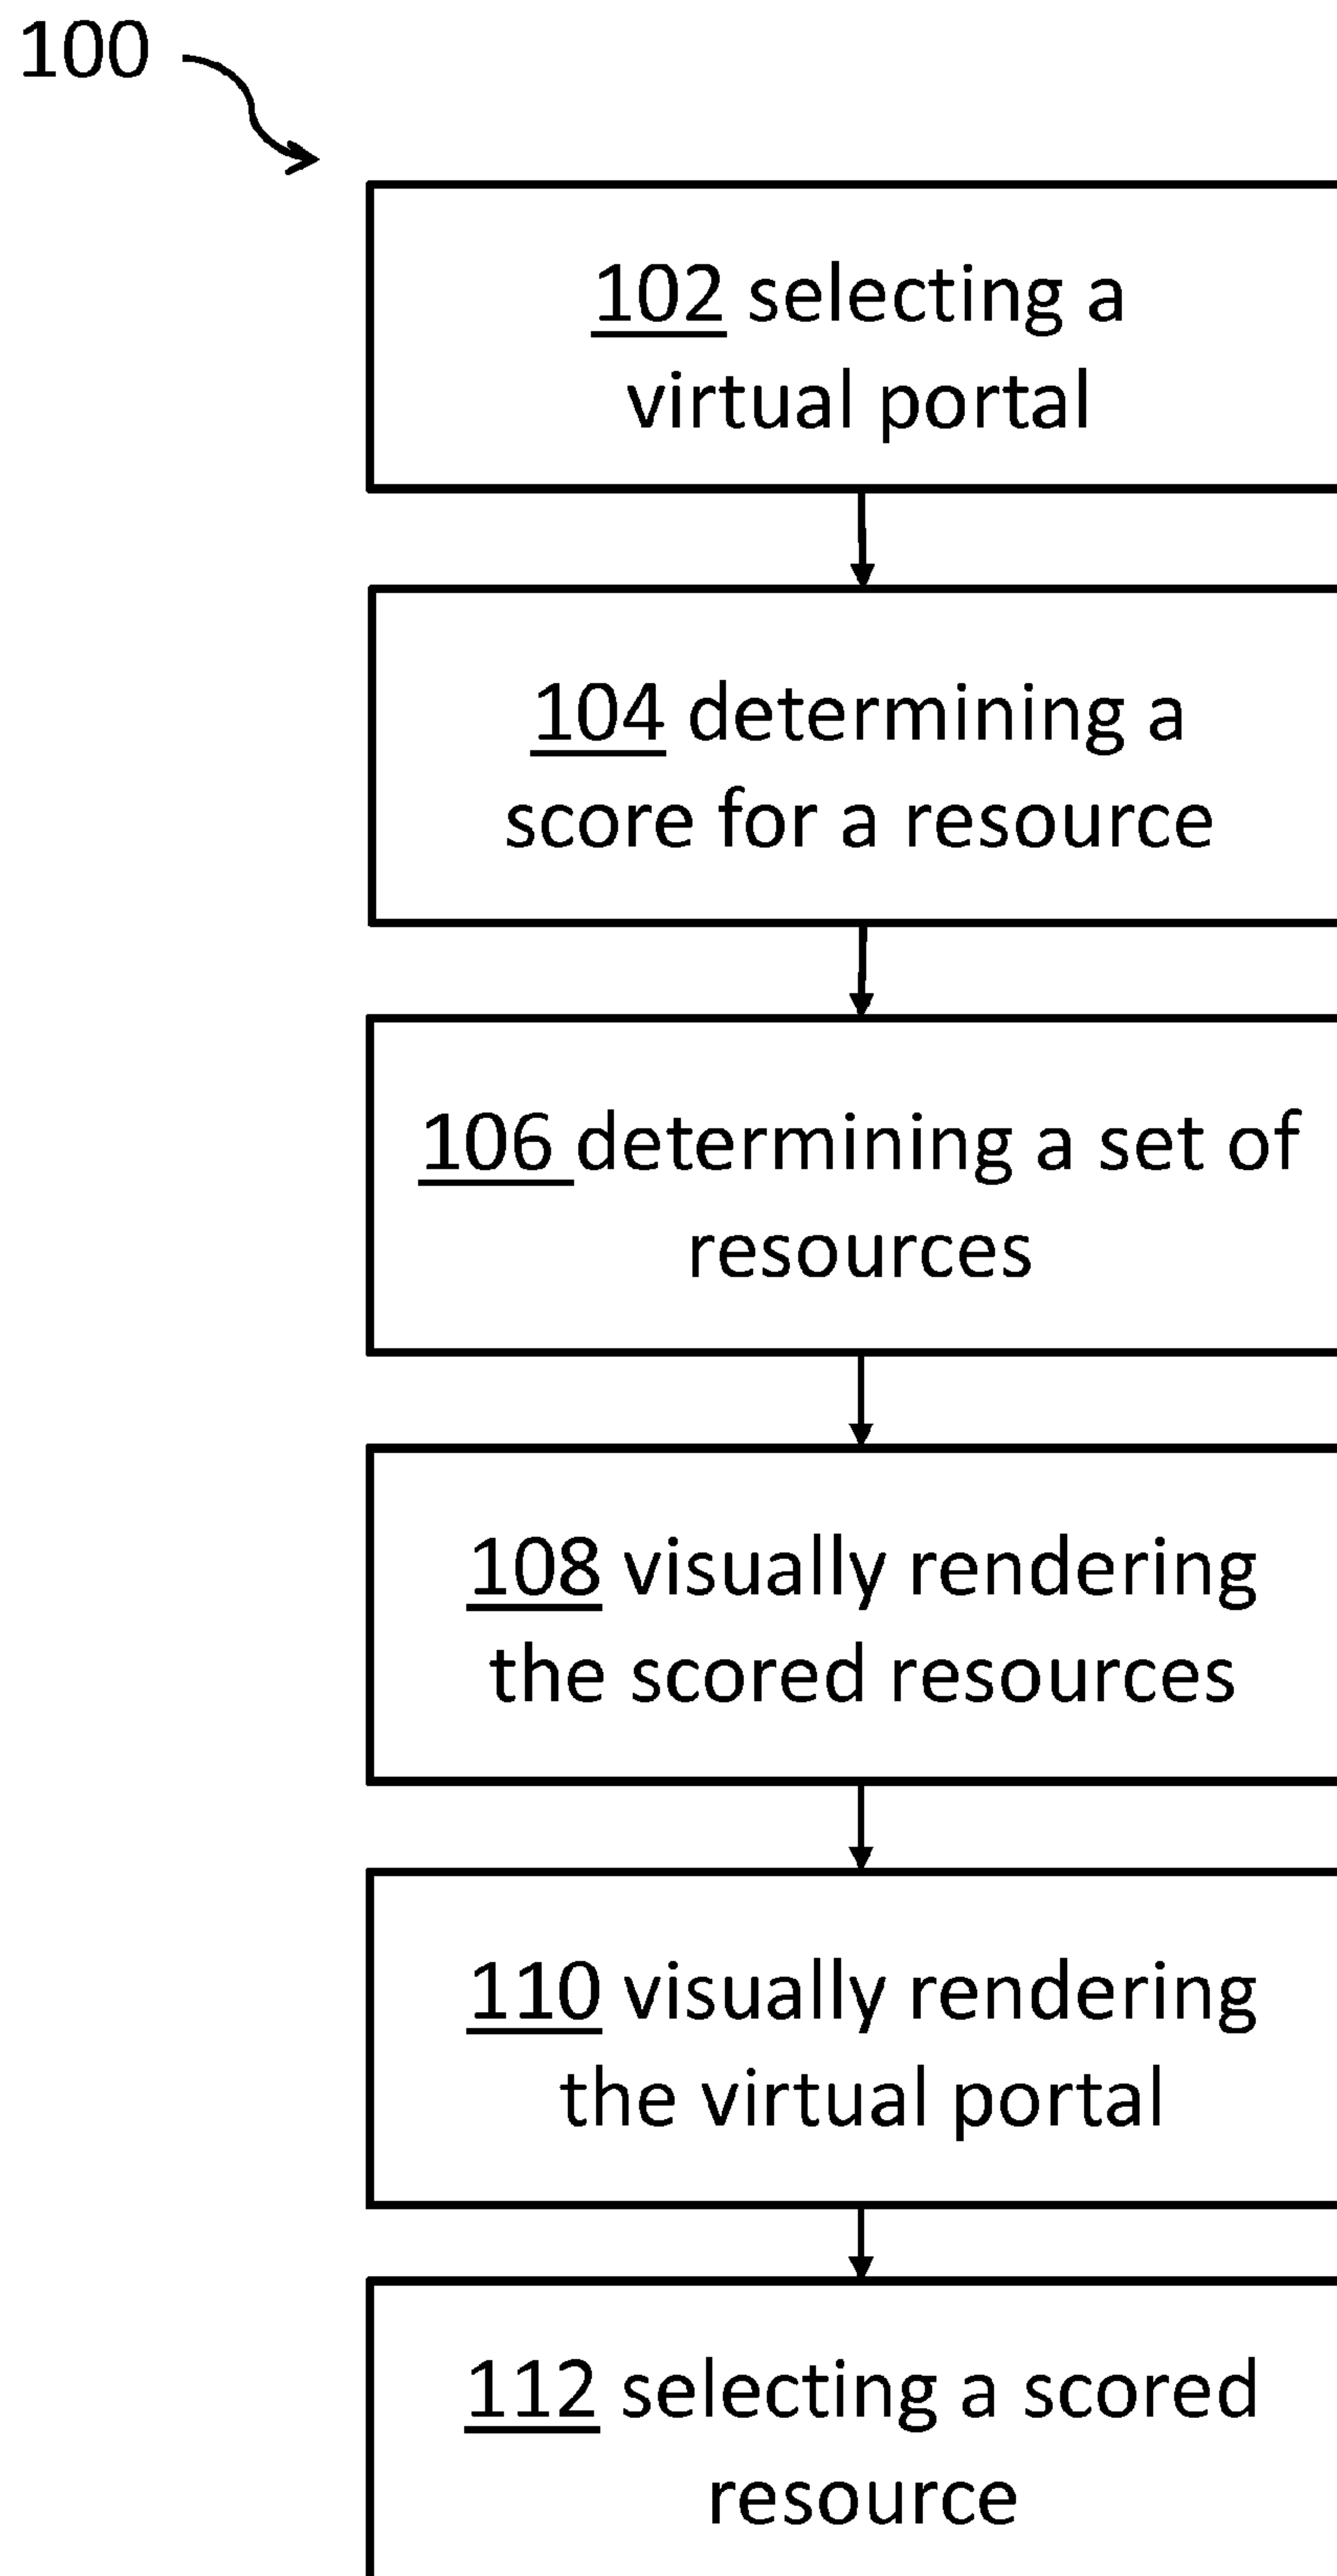 100
102 selecting a
virtual portal
104 determining a
score for a resource
106 determining a set of
resources
108 visually rendering
the scored resources
110 visually rendering
the virtual portal
112 selecting a scored
resource